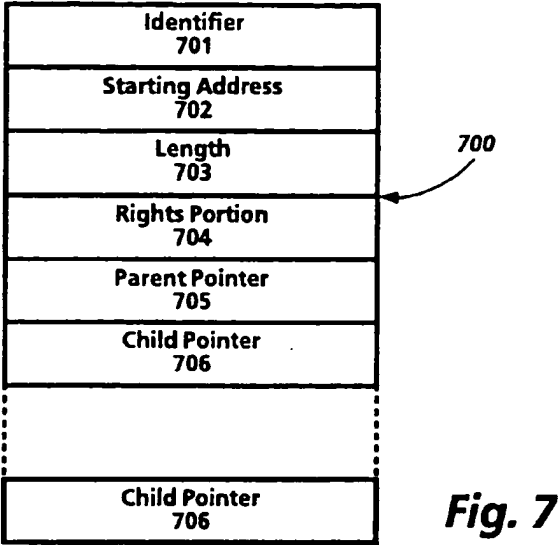 Identifier
701
Starting Address
702
Length
703
700
Rights Portion
704
Parent Pointer
705
Child Pointer
706
Child Pointer
706
Fig. 7